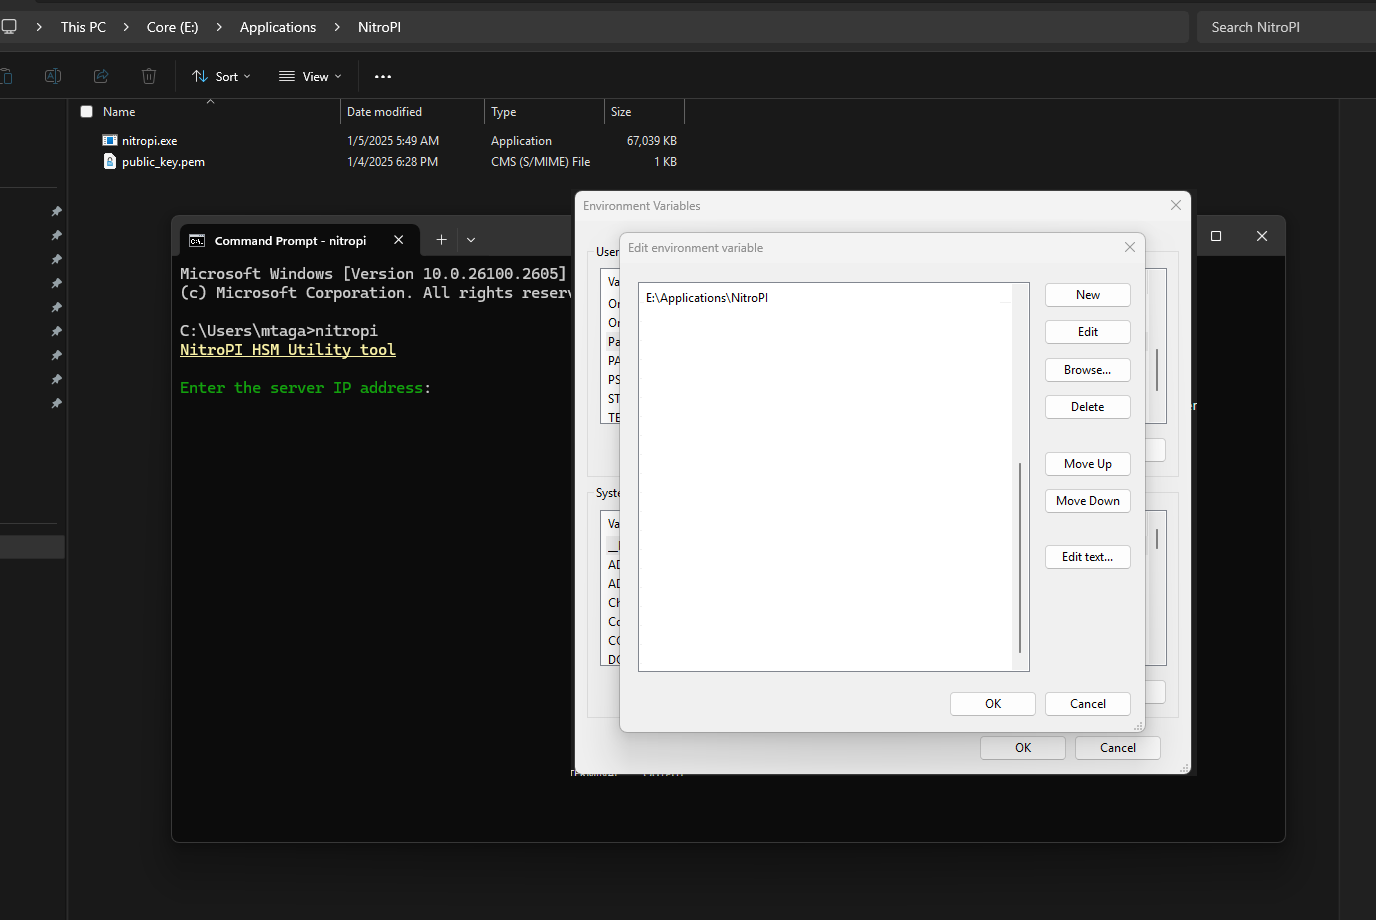 This PC > Core (E:) > Applications > NitroPI
Search NitroPI
Sort View
Name Date modified Type Size
nitropi.exe 1/5/2025 5:49 AM Application 67,039 KB
public_key.pem 1/4/2025 6:28 PM CMS (S/MIME) File 1 KB
Command Prompt - nitropi
Microsoft Windows [Version 10.0.26100.2605]
(c) Microsoft Corporation. All rights reserv
C:\Users\mtaga>nitropi
NitroPI HSM Utility tool
Enter the server IP address:
Environment Variables
User
Va
Or
Or
Pa
PA
PS
ST
TE
Syste
Va
AD
AD
Co
DO
Edit environment variable
E:\Applications\NitroPI
New
Edit
Browse...
Delete
Move Up
Move Down
Edit text...
OK Cancel
OK Cancel